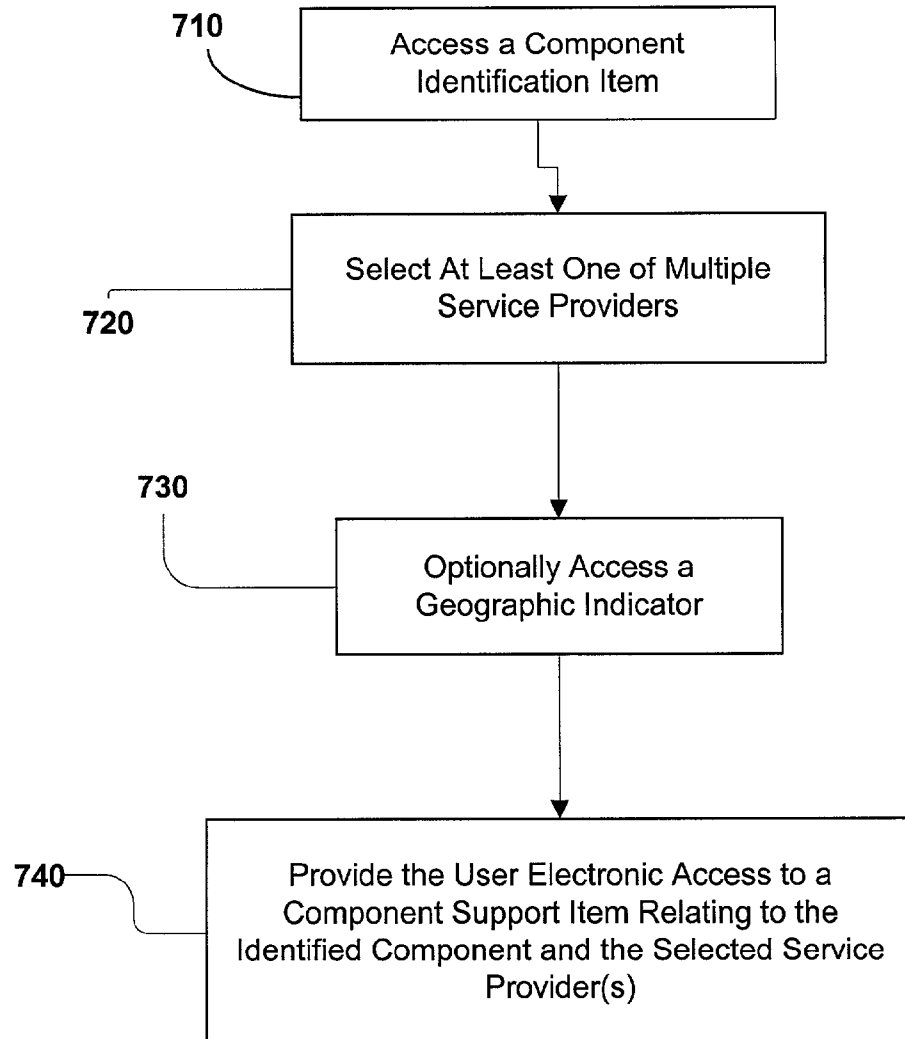 710
Access a Component
Identification Item
Select At Least One of Multiple
Service Providers
720
730
Optionally Access a
Geographic Indicator
740
Provide the User Electronic Access to a
Component Support Item Relating to the
Identified Component and the Selected Service
Provider(s)